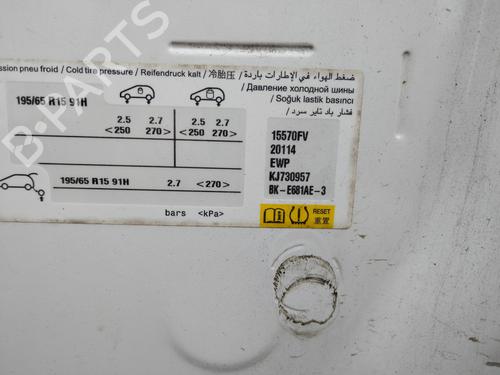 ضغط الهواء في الإطارات باردة
ssion pneu froid / Cold tire pressure / Reifendruck kalt / 冷胎压 /
/ Давление холодной шины
/ Soğuk lastik basıncı
فشار باد تایر سرد /
195/65 R15 91H
2.5 2.7 2.5 2.7
<250 270> <250 270>
195/65 R 15 91H 2.7 <270>
bars <kPa>
15570FV
20114
EWP
KJ730957
BK-E681AE-3
RESET
重置
B-PARTS